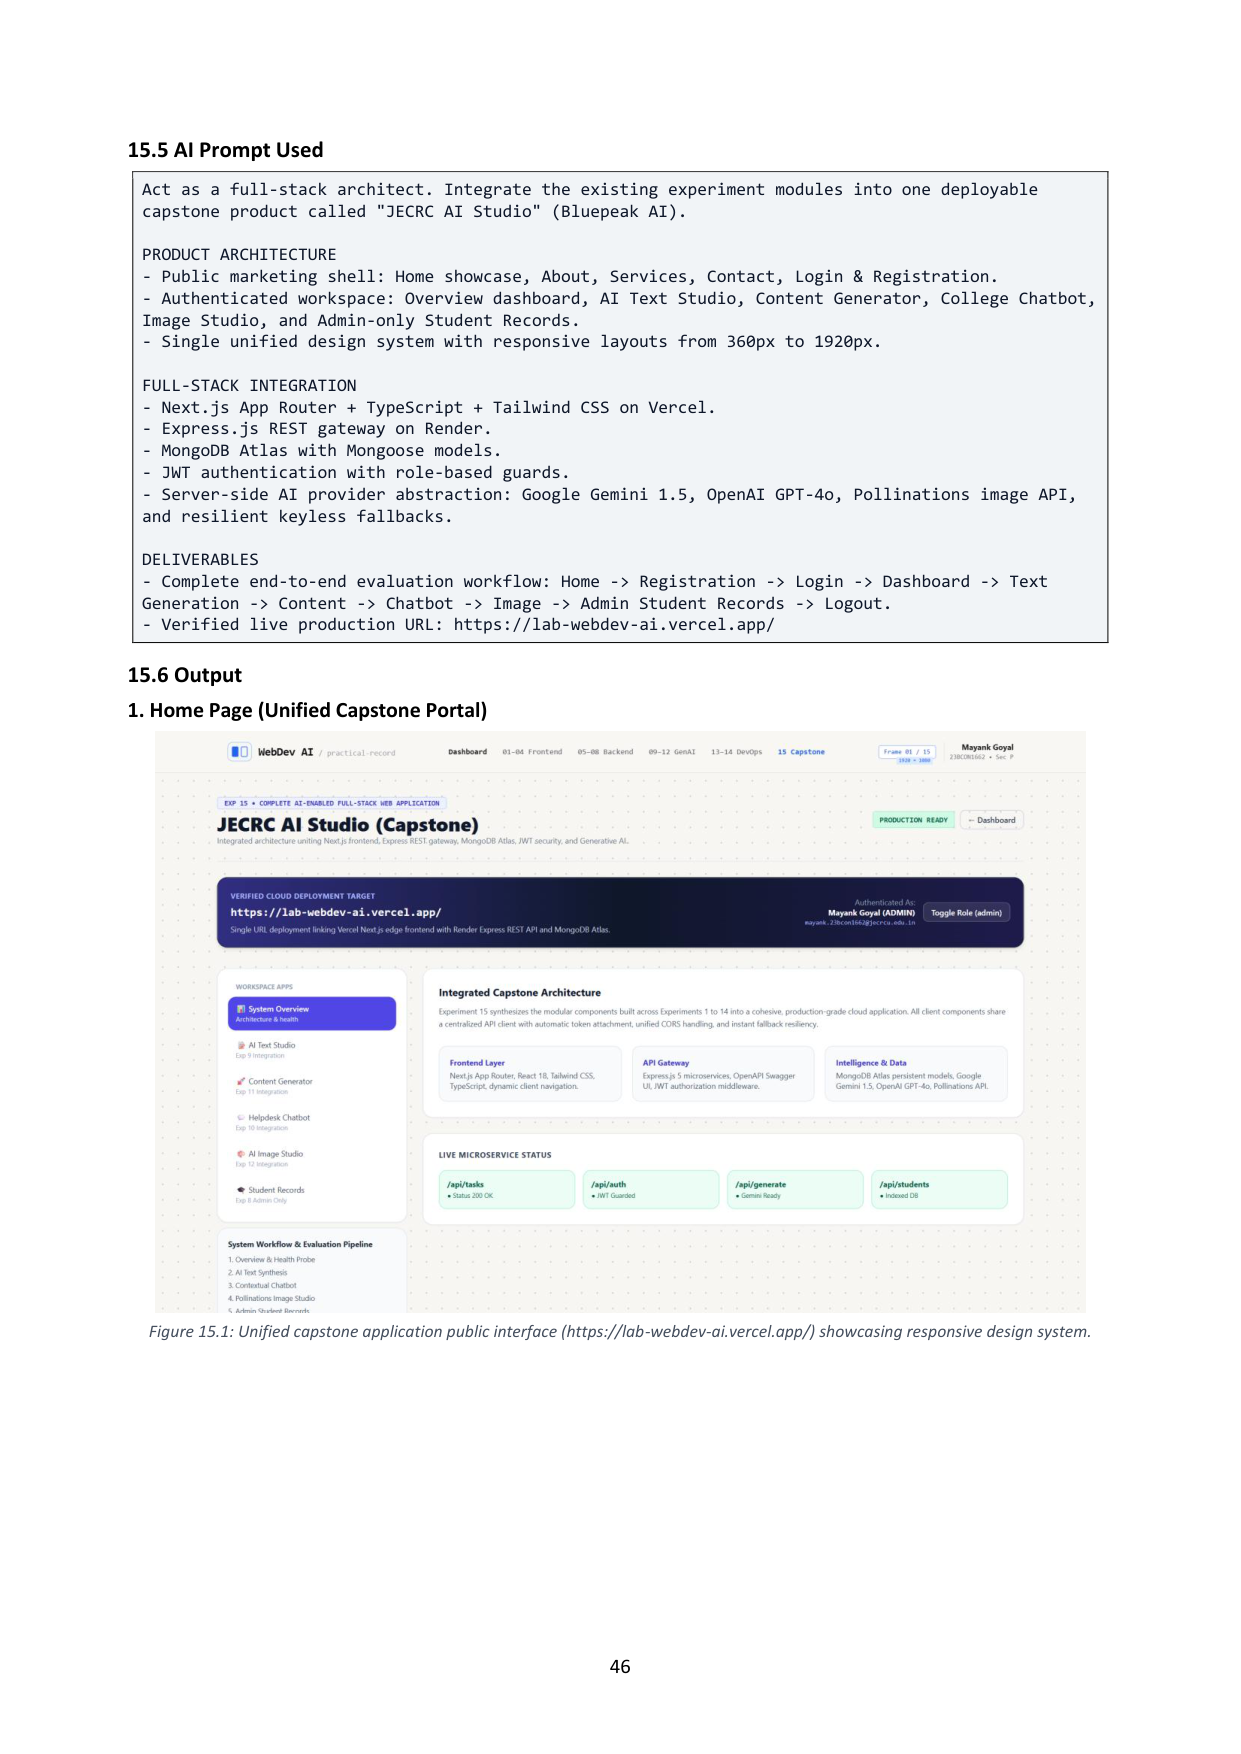 15.5 AI Prompt Used
Act as a full-stack architect. Integrate the existing experiment modules into one deployable
capstone product called "JECRC AI Studio" (Bluepeak AI).
PRODUCT ARCHITECTURE
- Public marketing shell: Home showcase, About, Services, Contact, Login & Registration.
- Authenticated workspace: Overview dashboard, AI Text Studio, Content Generator, College Chatbot,
Image Studio, and Admin-only Student Records.
- Single unified design system with responsive layouts from 360px to 1920px.
FULL-STACK INTEGRATION
- Next.js App Router + TypeScript + Tailwind CSS on Vercel.
- Express.js REST gateway on Render.
- MongoDB Atlas with Mongoose models.
- JWT authentication with role-based guards.
- Server-side AI provider abstraction: Google Gemini 1.5, OpenAI GPT-4o, Pollinations image API,
and resilient keyless fallbacks.
DELIVERABLES
- Complete end-to-end evaluation workflow: Home -> Registration -> Login -> Dashboard -> Text
Generation -> Content -> Chatbot -> Image -> Admin Student Records -> Logout.
- Verified live production URL: https://lab-webdev-ai.vercel.app/
15.6 Output
1. Home Page (Unified Capstone Portal)
WebDev AI / practical-record
Dashboard 01–04 Frontend 05–08 Backend 09–12 GenAI 13–14 DevOps 15 Capstone
Frame 01 / 15
1920 × 1080
Mayank Goyal
23BCON1662 • Sec P
EXP 15 • COMPLETE AI-ENABLED FULL-STACK WEB APPLICATION
JECRC AI Studio (Capstone)
Integrated architecture uniting Next.js frontend, Express REST gateway, MongoDB Atlas, JWT security, and Generative AI.
PRODUCTION READY
← Dashboard
VERIFIED CLOUD DEPLOYMENT TARGET
https://lab-webdev-ai.vercel.app/
Single URL deployment linking Vercel Next.js edge frontend with Render Express REST API and MongoDB Atlas.
Authenticated As:
Mayank Goyal (ADMIN)
mayank.23bcon1662@jecrcu.edu.in
Toggle Role (admin)
WORKSPACE APPS
System Overview
Architecture & health
AI Text Studio
Exp 9 Integration
Content Generator
Exp 11 Integration
Helpdesk Chatbot
Exp 10 Integration
AI Image Studio
Exp 12 Integration
Student Records
Exp 8 Admin Only
System Workflow & Evaluation Pipeline
1. Overview & Health Probe
2. AI Text Synthesis
3. Contextual Chatbot
4. Pollinations Image Studio
5. Admin Student Records
Integrated Capstone Architecture
Experiment 15 synthesizes the modular components built across Experiments 1 to 14 into a cohesive, production-grade cloud application. All client components share
a centralized API client with automatic token attachment, unified CORS handling, and instant fallback resiliency.
Frontend Layer
Next.js App Router, React 18, Tailwind CSS,
TypeScript, dynamic client navigation.
API Gateway
Express.js 5 microservices, OpenAPI Swagger
UI, JWT authorization middleware.
Intelligence & Data
MongoDB Atlas persistent models, Google
Gemini 1.5, OpenAI GPT-4o, Pollinations API.
LIVE MICROSERVICE STATUS
/api/tasks
• Status 200 OK
/api/auth
• JWT Guarded
/api/generate
• Gemini Ready
/api/students
• Indexed DB
Figure 15.1: Unified capstone application public interface (https://lab-webdev-ai.vercel.app/) showcasing responsive design system.
46